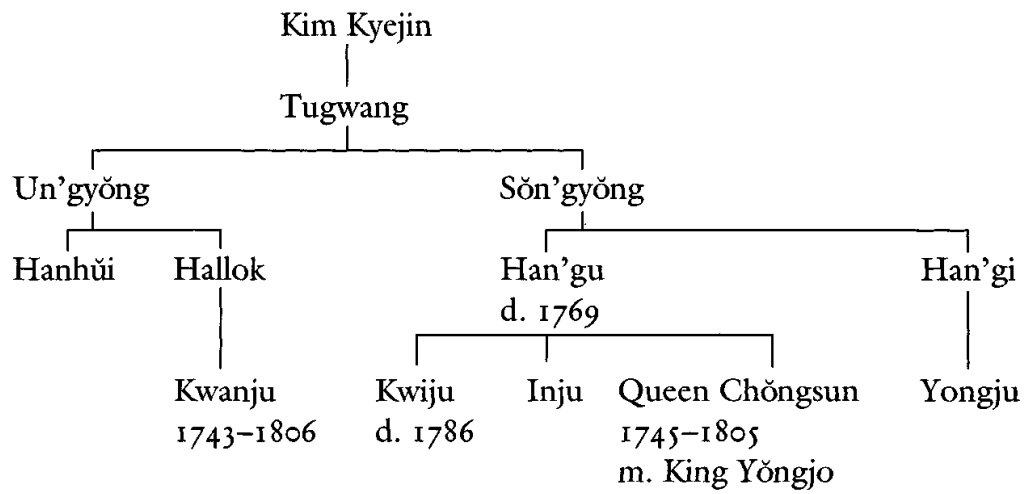 Kim Kyejin
Tugwang
Un'gyŏng Sŏn'gyŏng
Hanhŭi Hallok Han'gu Han'gi
d. 1769
Kwanju Kwiju Inju Queen Chŏngsun Yongju
1743–1806 d. 1786 1745–1805
m. King Yŏngjo